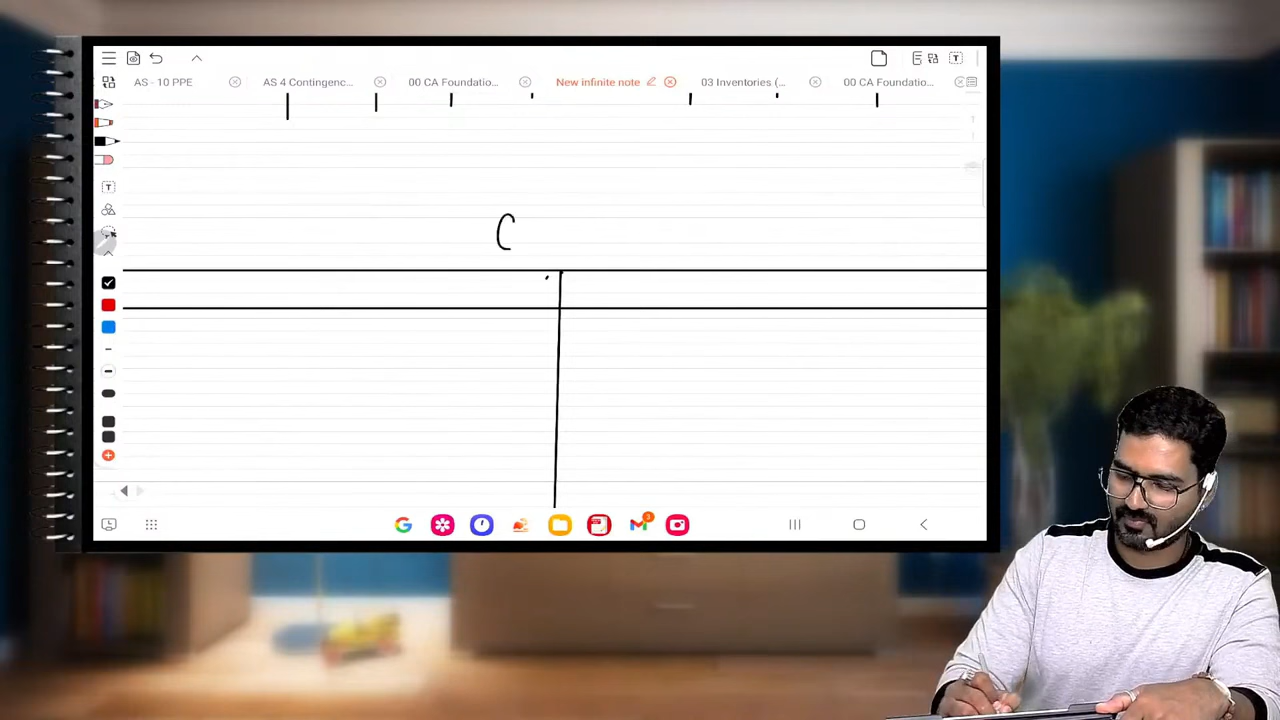 AS - 10 PPE
AS 4 Contingenc...
00 CA Foundatio...
New infinite note
03 Inventories (...
00 CA Foundatio...
C